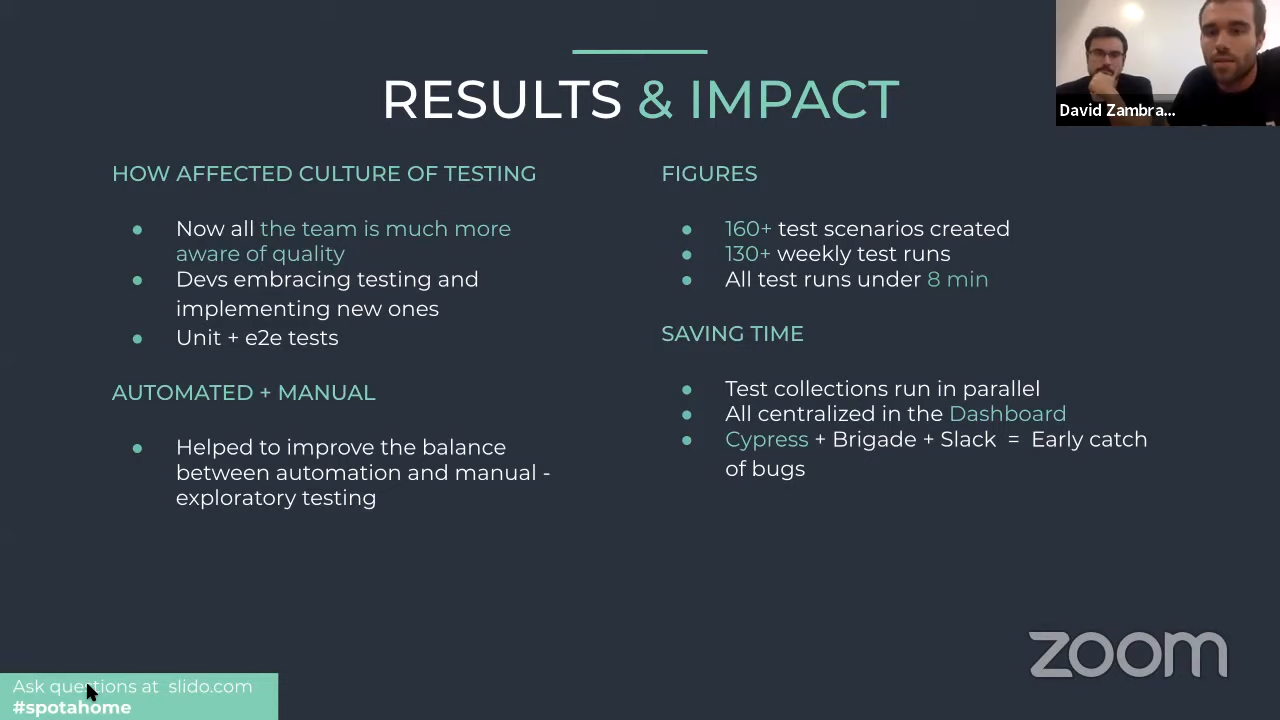 RESULTS & IMPACT
David Zambra...
HOW AFFECTED CULTURE OF TESTING
● Now all the team is much more
aware of quality
● Devs embracing testing and
implementing new ones
● Unit + e2e tests
AUTOMATED + MANUAL
● Helped to improve the balance
between automation and manual -
exploratory testing
FIGURES
● 160+ test scenarios created
● 130+ weekly test runs
● All test runs under 8 min
SAVING TIME
● Test collections run in parallel
● All centralized in the Dashboard
● Cypress + Brigade + Slack = Early catch
of bugs
zoom
Ask questions at slido.com
#spotahome